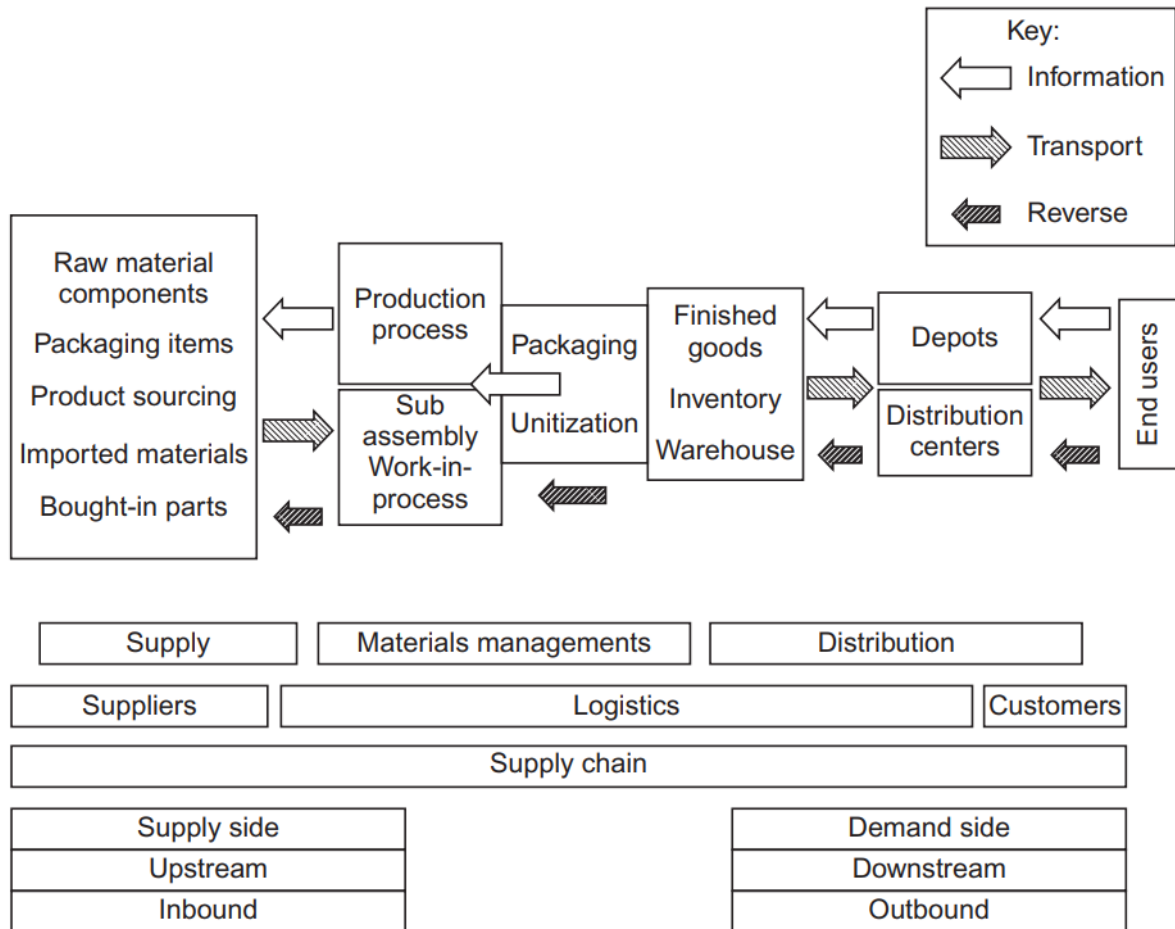 Key:
Information
Transport
Reverse
Raw material
components
Packaging items
Product sourcing
Imported materials
Bought-in parts
Production
process
Sub
assembly
Work-in-
process
Packaging
Unitization
Finished
goods
Inventory
Warehouse
Depots
Distribution
centers
End users
Supply
Materials managements
Distribution
Suppliers
Logistics
Customers
Supply chain
Supply side
Upstream
Inbound
Demand side
Downstream
Outbound